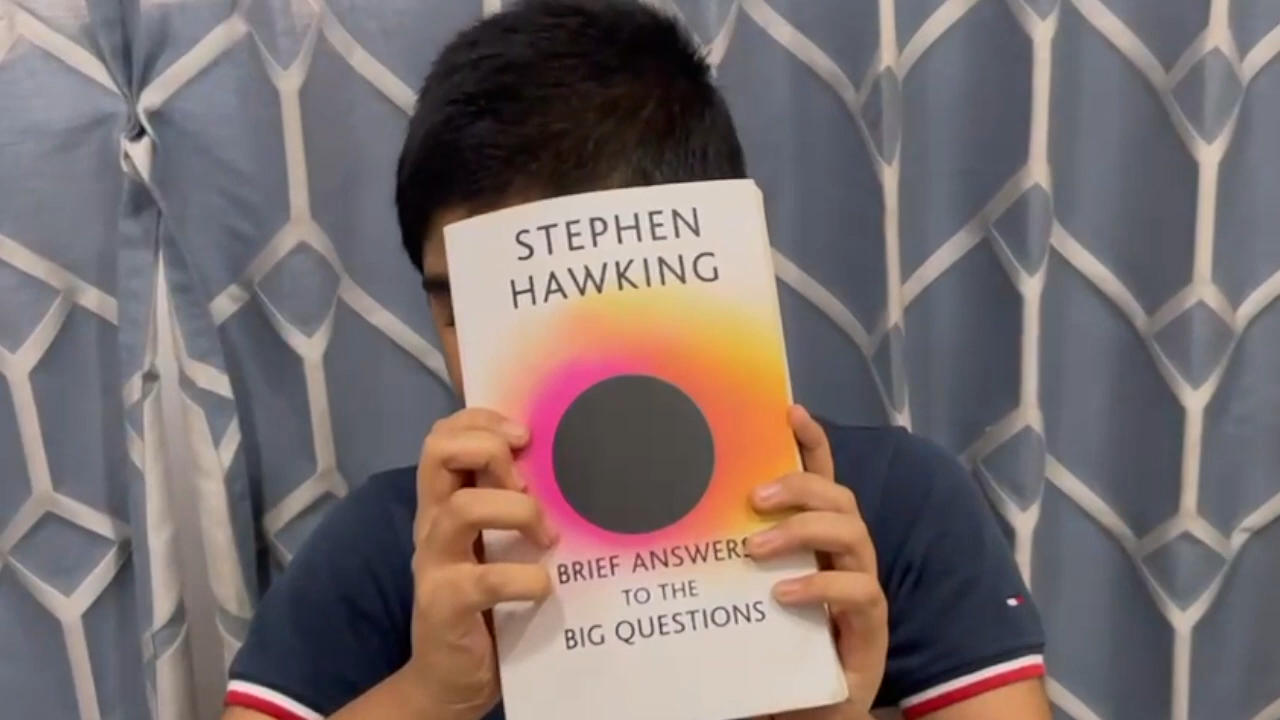 STEPHEN
HAWKING
BRIEF ANSWERS
TO THE
BIG QUESTIONS